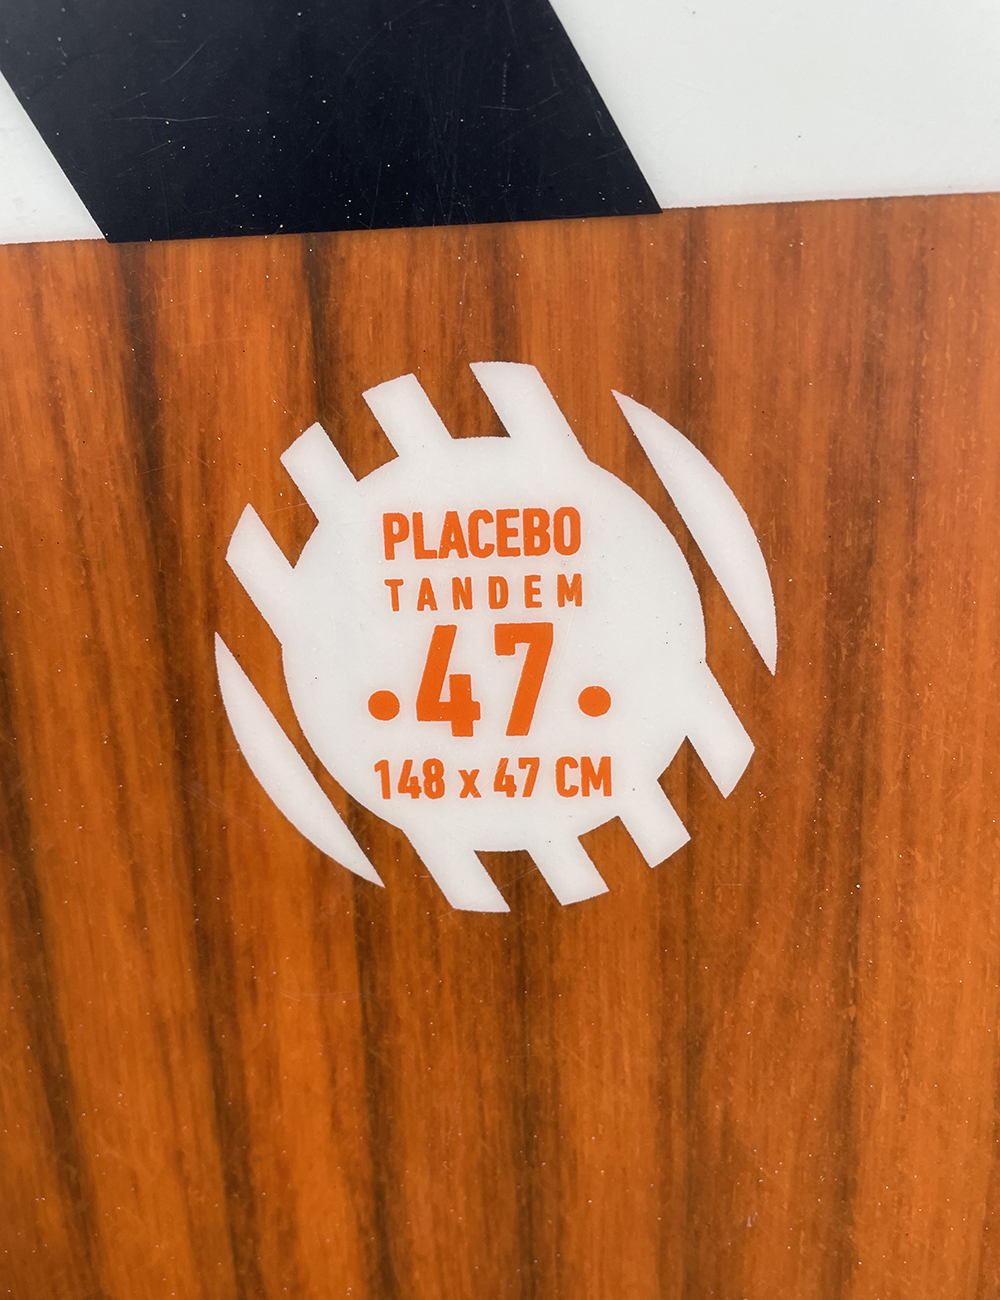 PLACEBO
TANDEM
• 47 •
148 x 47 CM